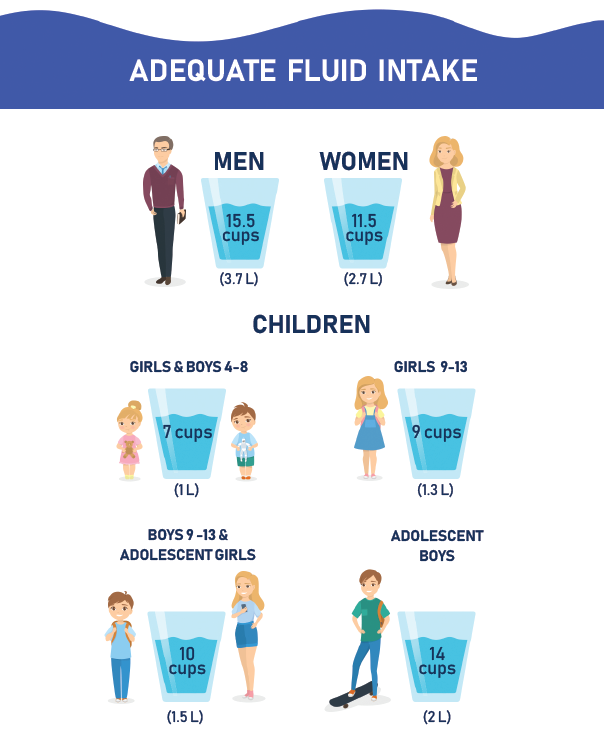 ADEQUATE FLUID INTAKE
MEN
15.5
cups
(3.7 L)
WOMEN
11.5
cups
(2.7 L)
CHILDREN
GIRLS & BOYS 4-8
7 cups
(1 L)
GIRLS 9-13
9 cups
(1.3 L)
BOYS 9 -13 &
ADOLESCENT GIRLS
10
cups
(1.5 L)
ADOLESCENT
BOYS
14
cups
(2 L)